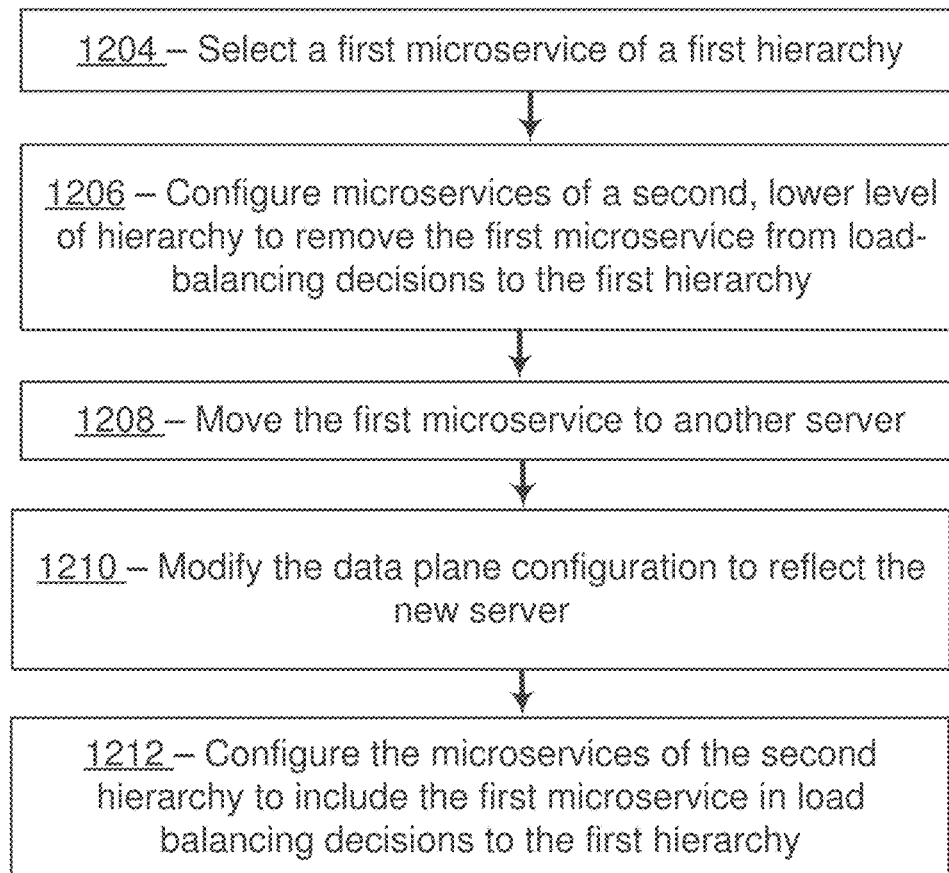 1204 – Select a first microservice of a first hierarchy
1206 – Configure microservices of a second, lower level
of hierarchy to remove the first microservice from load-
balancing decisions to the first hierarchy
1208 – Move the first microservice to another server
1210 – Modify the data plane configuration to reflect the
new server
1212 – Configure the microservices of the second
hierarchy to include the first microservice in load
balancing decisions to the first hierarchy